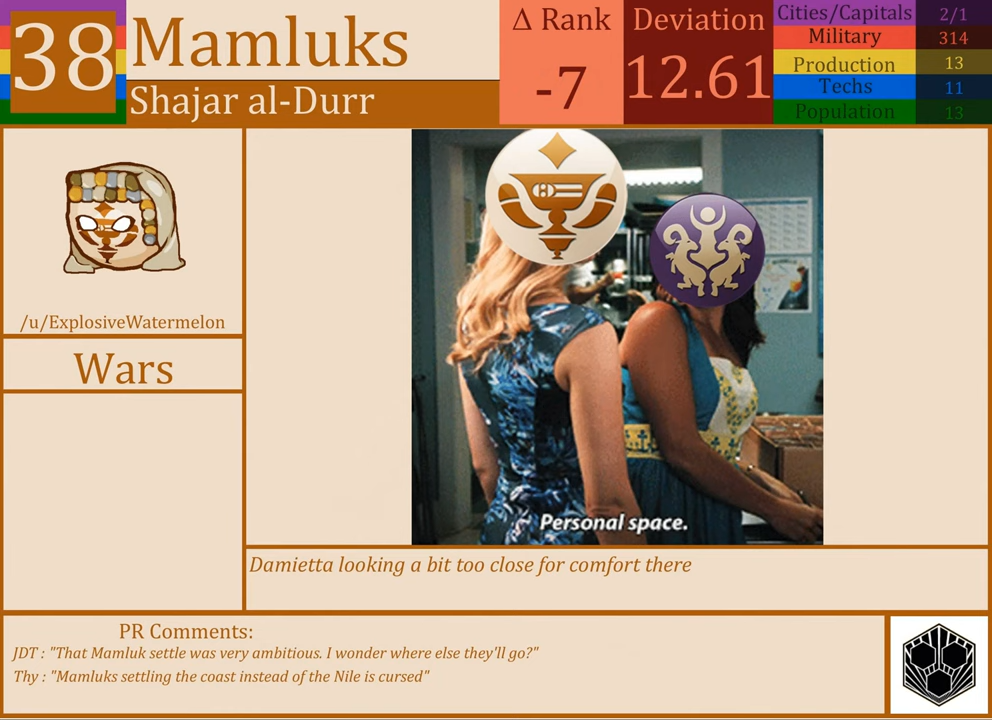 38
Mamluks
Shajar al-Durr
Δ Rank
-7
Deviation
12.61
Cities/Capitals 2/1
Military 314
Production 13
Techs 11
Population 13
/u/ExplosiveWatermelon
Wars
Personal space.
Damietta looking a bit too close for comfort there
PR Comments:
JDT : "That Mamluk settle was very ambitious. I wonder where else they'll go?"
Thy : "Mamluks settling the coast instead of the Nile is cursed"